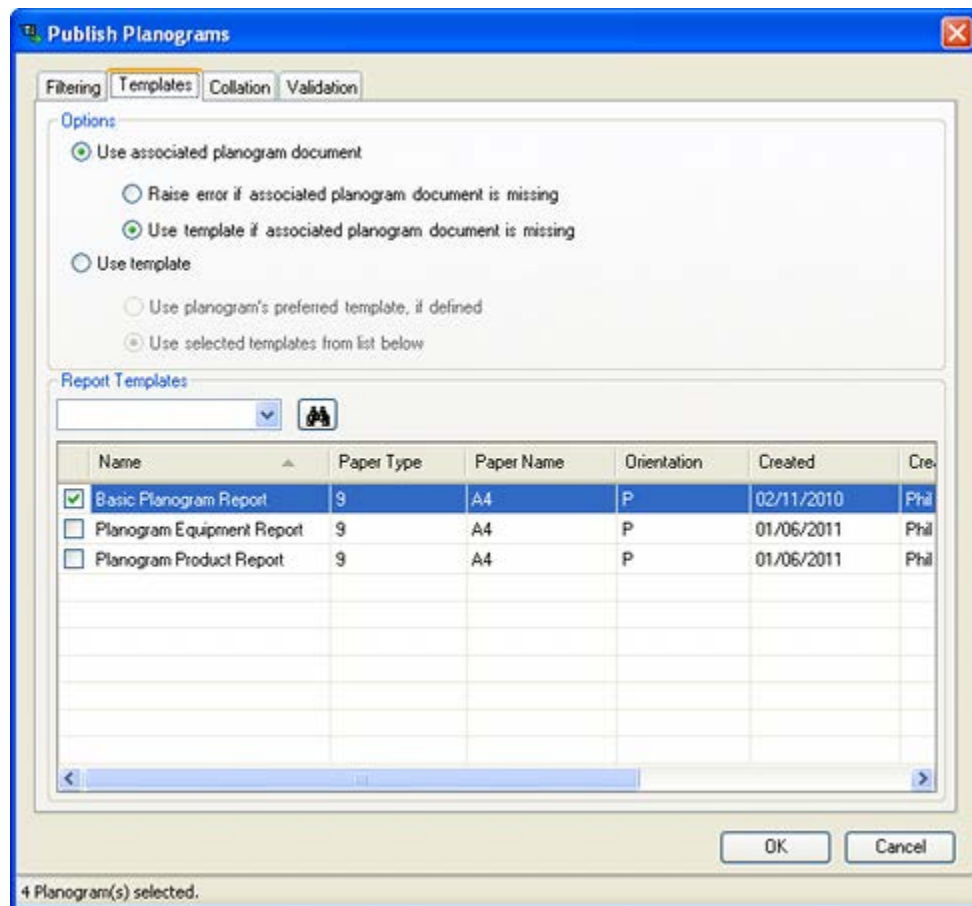 Publish Planograms
Filtering Templates Collation Validation
Options
Use associated planogram document
Raise error if associated planogram document is missing
Use template if associated planogram document is missing
Use template
Use planogram's preferred template, if defined
Use selected templates from list below
Report Templates
Name Paper Type Paper Name Orientation Created Cre
Basic Planogram Report 9 A4 P 02/11/2010 Phil
Planogram Equipment Report 9 A4 P 01/06/2011 Phil
Planogram Product Report 9 A4 P 01/06/2011 Phil
OK Cancel
4 Planogram(s) selected.